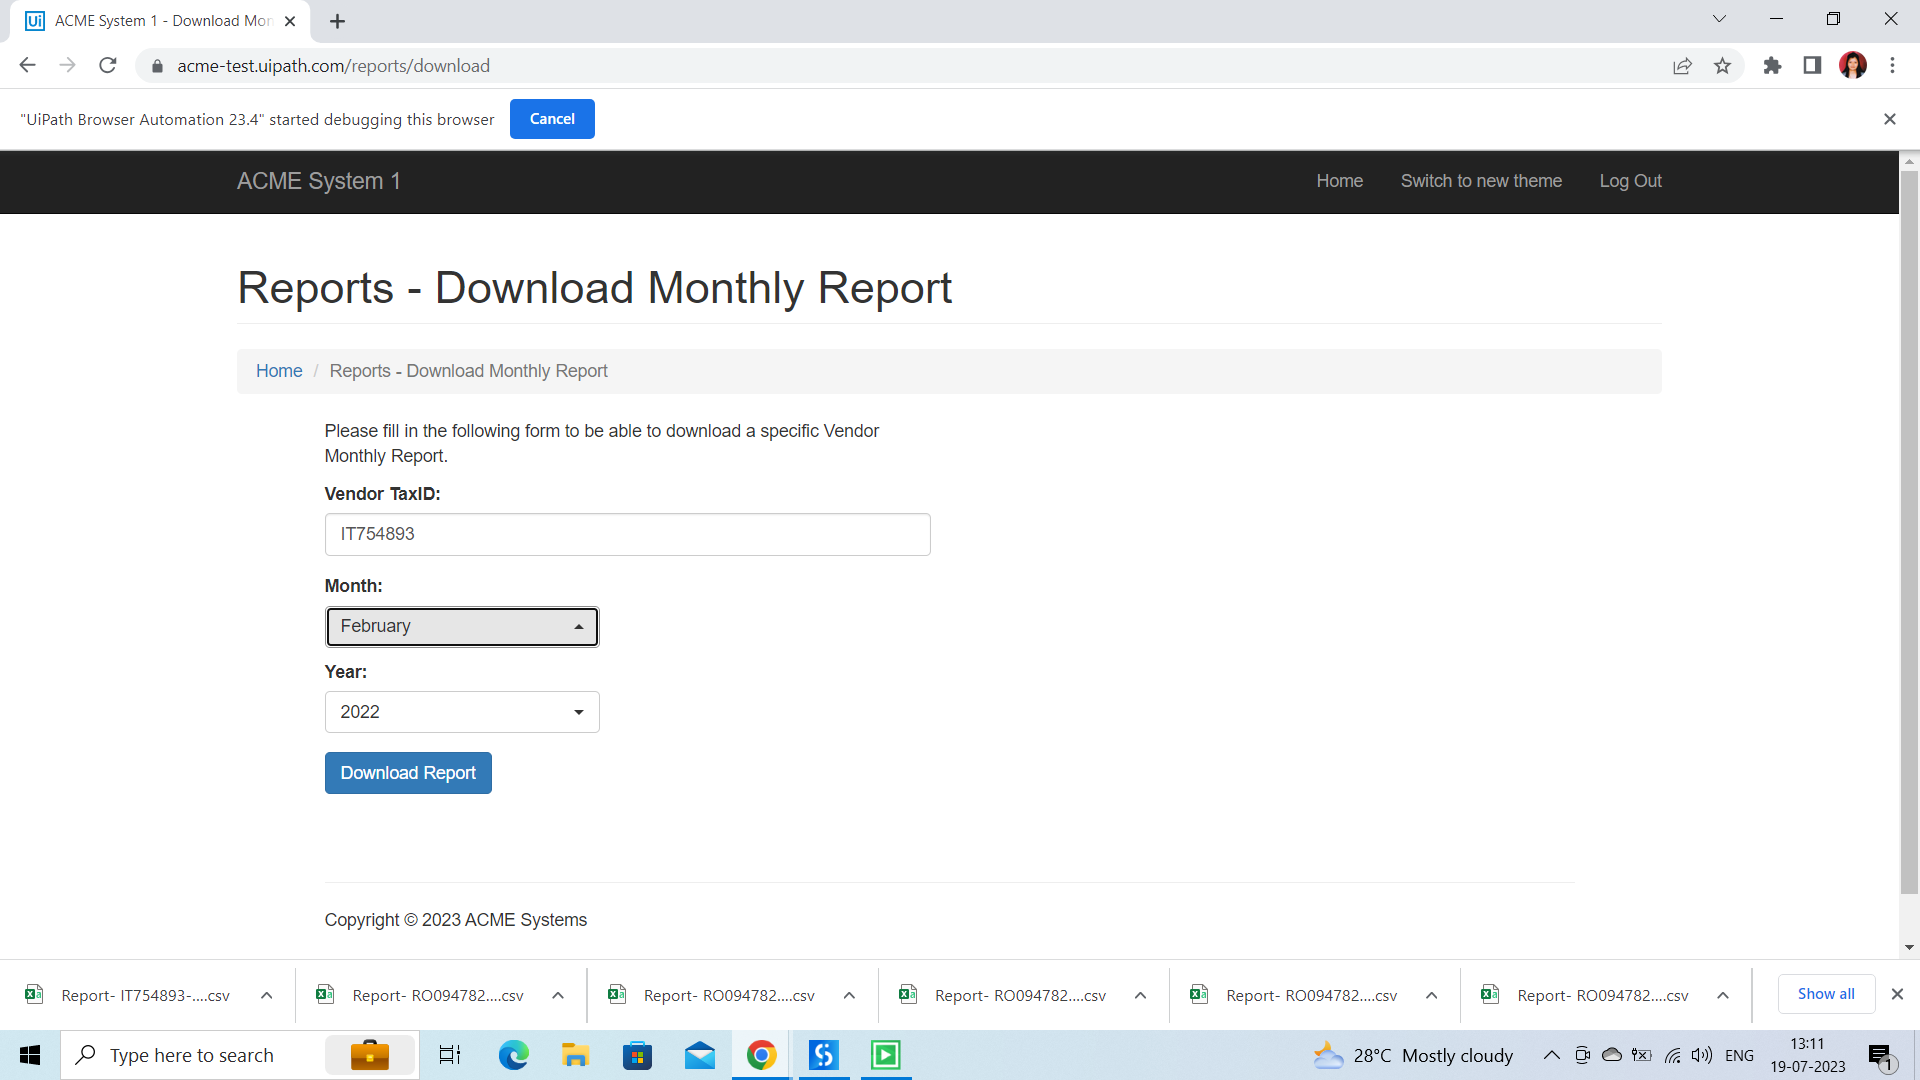 ACME System 1 - Download Mon
acme-test.uipath.com/reports/download
"UiPath Browser Automation 23.4" started debugging this browser
Cancel
ACME System 1
Home
Switch to new theme
Log Out
Reports - Download Monthly Report
Home / Reports - Download Monthly Report
Please fill in the following form to be able to download a specific Vendor
Monthly Report.
Vendor TaxID:
IT754893
Month:
February
Year:
2022
Download Report
Copyright © 2023 ACME Systems
Report- IT754893-....csv
Report- RO094782....csv
Report- RO094782....csv
Report- RO094782....csv
Report- RO094782....csv
Report- RO094782....csv
Show all
Type here to search
28°C Mostly cloudy
ENG
13:11
19-07-2023
1